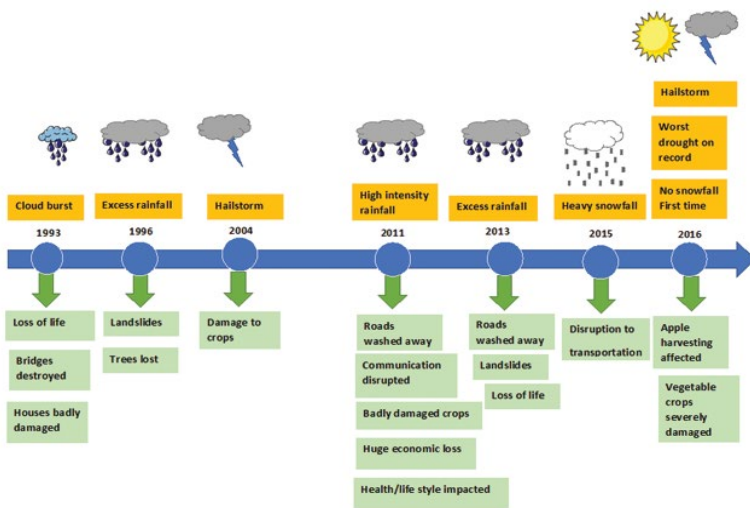 Hailstorm
Worst
drought on
record
No snowfall
First time
Cloud burst
Excess rainfall
Hailstorm
High intensity
rainfall
Excess rainfall
Heavy snowfall
1993
1996
2004
2011
2013
2015
2016
Loss of life
Bridges
destroyed
Houses badly
damaged
Landslides
Trees lost
Damage to
crops
Roads
washed away
Communication
disrupted
Badly damaged crops
Huge economic loss
Health/life style impacted
Roads
washed away
Landslides
Loss of life
Disruption to
transportation
Apple
harvesting
affected
Vegetable
crops
severely
damaged